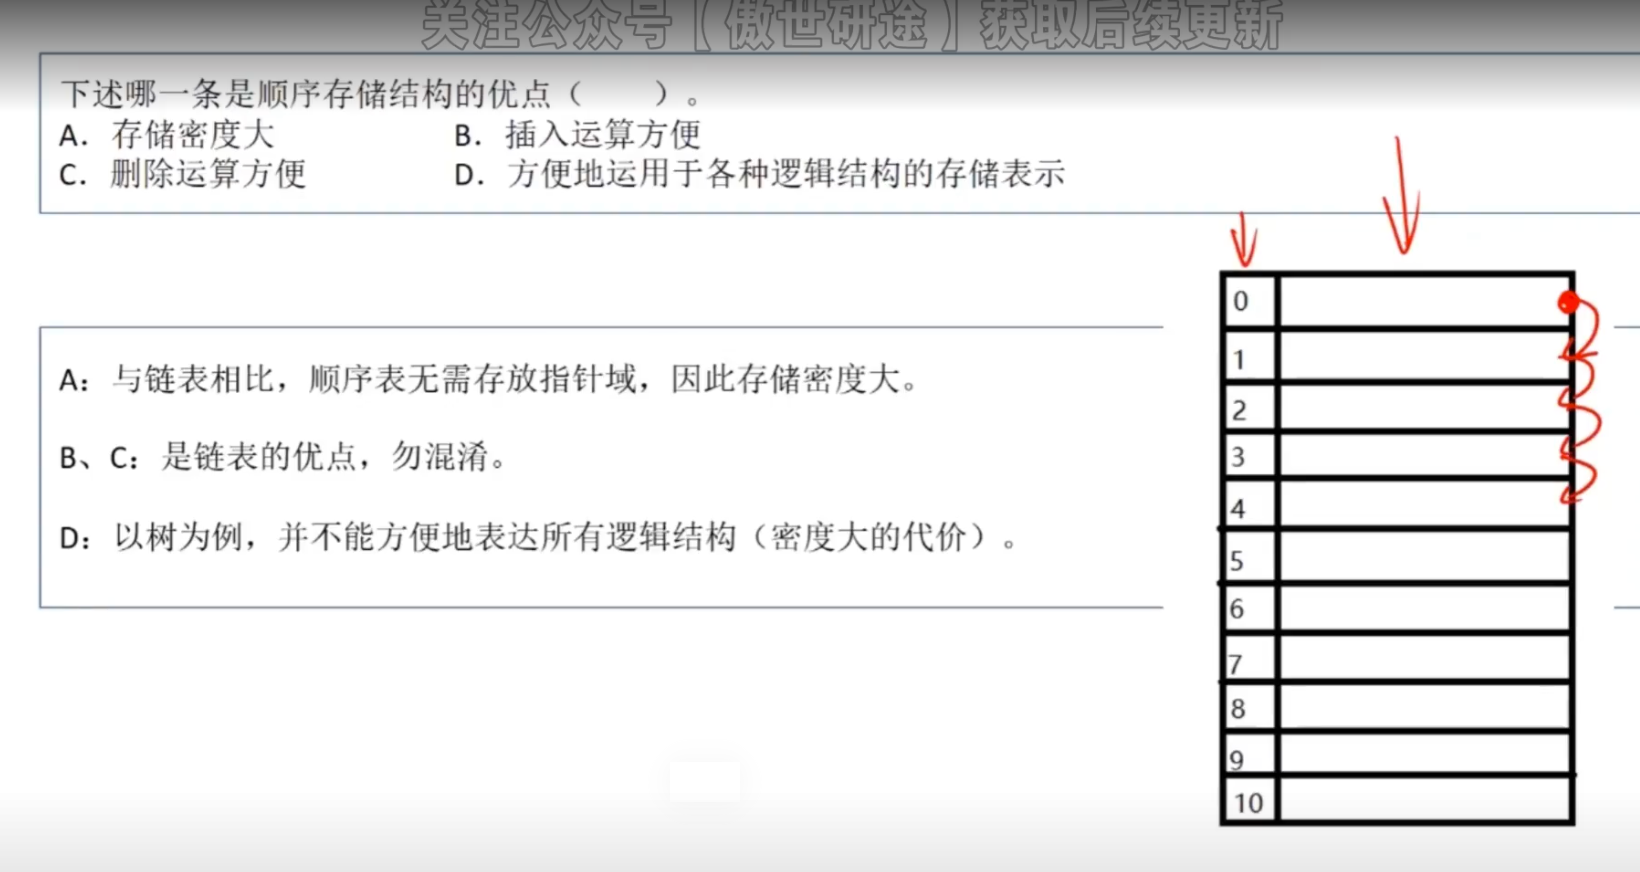 关注公众号【傲世研途】获取后续更新
下述哪一条是顺序存储结构的优点（　　）。
A. 存储密度大　　B. 插入运算方便
C. 删除运算方便　　D. 方便地运用于各种逻辑结构的存储表示
A：与链表相比，顺序表无需存放指针域，因此存储密度大。
B、C：是链表的优点，勿混淆。
D：以树为例，并不能方便地表达所有逻辑结构（密度大的代价）。
0
1
2
3
4
5
6
7
8
9
10